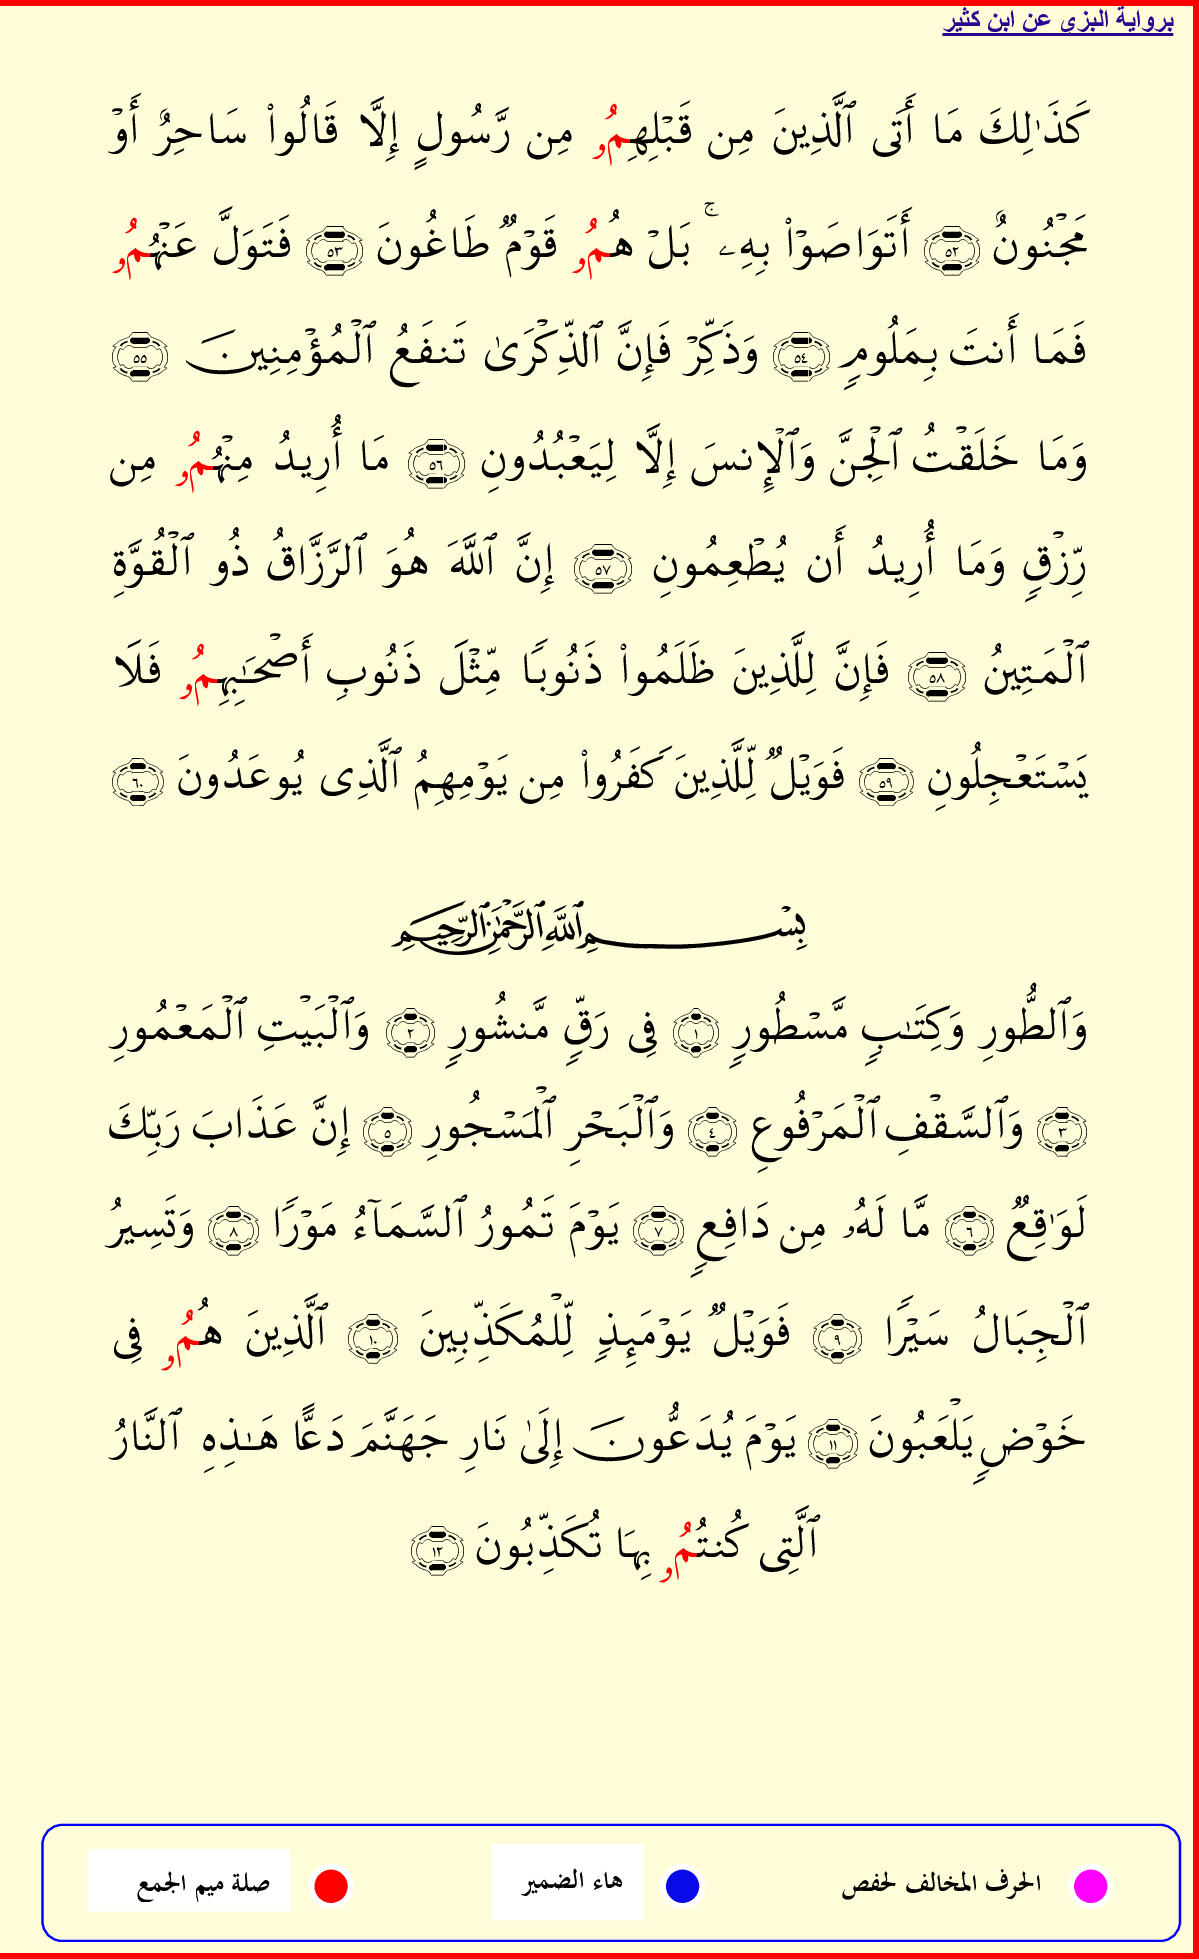 برواية البزي عن ابن كثير
كَذَٰلِكَ مَا أَتَى ٱلَّذِينَ مِن قَبْلِهِمُۥ مِن رَّسُولٍ إِلَّا قَالُوا۟ سَاحِرٌ أَوْ
مَجْنُونٌ ٥٢ أَتَوَاصَوْا۟ بِهِۦ ۚ بَلْ هُمُۥ قَوْمٌ طَاغُونَ ٥٣ فَتَوَلَّ عَنْهُمُۥ
فَمَا أَنتَ بِمَلُومٍ ٥٤ وَذَكِّرْ فَإِنَّ ٱلذِّكْرَىٰ تَنفَعُ ٱلْمُؤْمِنِينَ ٥٥
وَمَا خَلَقْتُ ٱلْجِنَّ وَٱلْإِنسَ إِلَّا لِيَعْبُدُونِ ٥٦ مَا أُرِيدُ مِنْهُمُۥ مِن
رِّزْقٍ وَمَا أُرِيدُ أَن يُطْعِمُونِ ٥٧ إِنَّ ٱللَّهَ هُوَ ٱلرَّزَّاقُ ذُو ٱلْقُوَّةِ
ٱلْمَتِينُ ٥٨ فَإِنَّ لِلَّذِينَ ظَلَمُوا۟ ذَنُوبًا مِّثْلَ ذَنُوبِ أَصْحَـٰبِهِمُۥ فَلَا
يَسْتَعْجِلُونِ ٥٩ فَوَيْلٌ لِّلَّذِينَ كَفَرُوا۟ مِن يَوْمِهِمُ ٱلَّذِى يُوعَدُونَ ٦٠
بِسْمِ ٱللَّهِ ٱلرَّحْمَـٰنِ ٱلرَّحِيمِ
وَٱلطُّورِ وَكِتَـٰبٍ مَّسْطُورٍ ١ فِى رَقٍّ مَّنشُورٍ ٢ وَٱلْبَيْتِ ٱلْمَعْمُورِ
٣ وَٱلسَّقْفِ ٱلْمَرْفُوعِ ٤ وَٱلْبَحْرِ ٱلْمَسْجُورِ ٥ إِنَّ عَذَابَ رَبِّكَ
لَوَٰقِعٌ ٦ مَّا لَهُۥ مِن دَافِعٍ ٧ يَوْمَ تَمُورُ ٱلسَّمَآءُ مَوْرًا ٨ وَتَسِيرُ
ٱلْجِبَالُ سَيْرًا ٩ فَوَيْلٌ يَوْمَئِذٍ لِّلْمُكَذِّبِينَ ١٠ ٱلَّذِينَ هُمُۥ فِى
خَوْضٍ يَلْعَبُونَ ١١ يَوْمَ يُدَعُّونَ إِلَىٰ نَارِ جَهَنَّمَ دَعًّا هَـٰذِهِ ٱلنَّارُ
ٱلَّتِى كُنتُمُۥ بِهَا تُكَذِّبُونَ ١٢
الحرف المخالف لحفص
هاء الضمير
صلة ميم الجمع